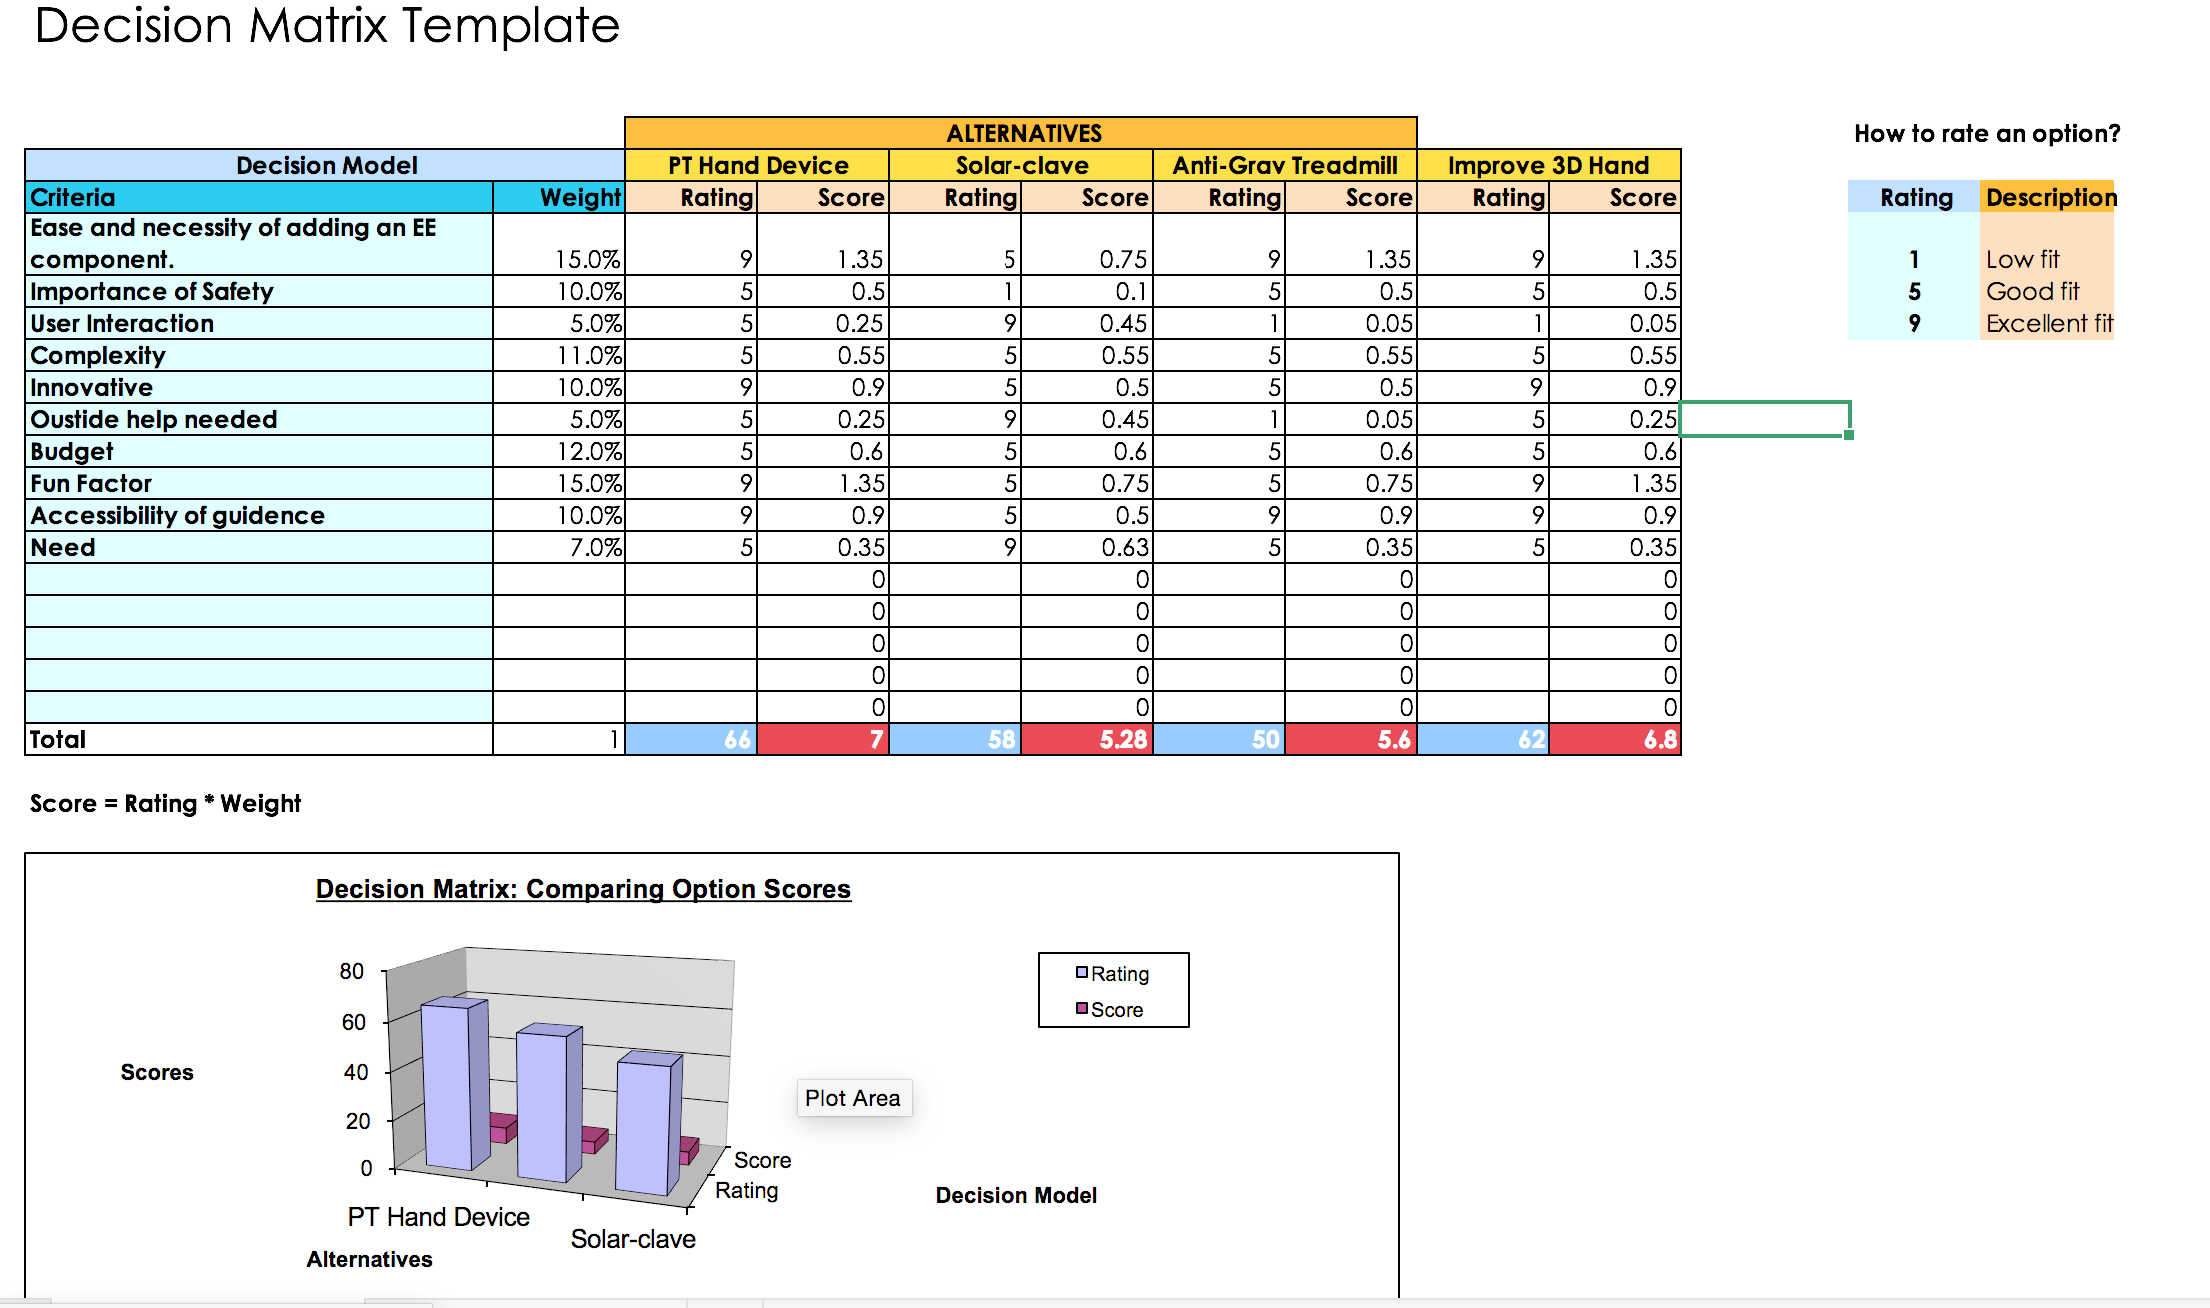 Decision Matrix Template
ALTERNATIVES
How to rate an option?
Decision Model PT Hand Device Solar-clave Anti-Grav Treadmill Improve 3D Hand
Criteria Weight Rating Score Rating Score Rating Score Rating Score
Rating Description
Ease and necessity of adding an EE
component. 15.0% 9 1.35 5 0.75 9 1.35 9 1.35
1 Low fit
Importance of Safety 10.0% 5 0.5 1 0.1 5 0.5 5 0.5
5 Good fit
User Interaction 5.0% 5 0.25 9 0.45 1 0.05 1 0.05
9 Excellent fit
Complexity 11.0% 5 0.55 5 0.55 5 0.55 5 0.55
Innovative 10.0% 9 0.9 5 0.5 5 0.5 9 0.9
Oustide help needed 5.0% 5 0.25 9 0.45 1 0.05 5 0.25
Budget 12.0% 5 0.6 5 0.6 5 0.6 5 0.6
Fun Factor 15.0% 9 1.35 5 0.75 5 0.75 9 1.35
Accessibility of guidence 10.0% 9 0.9 5 0.5 9 0.9 9 0.9
Need 7.0% 5 0.35 9 0.63 5 0.35 5 0.35
0 0 0 0
0 0 0 0
0 0 0 0
0 0 0 0
0 0 0 0
Total 1 66 7 58 5.28 50 5.6 62 6.8
Score = Rating * Weight
Decision Matrix: Comparing Option Scores
80
60
40
20
0
Scores
Rating
Score
Plot Area
Score
Rating
Decision Model
PT Hand Device
Solar-clave
Alternatives